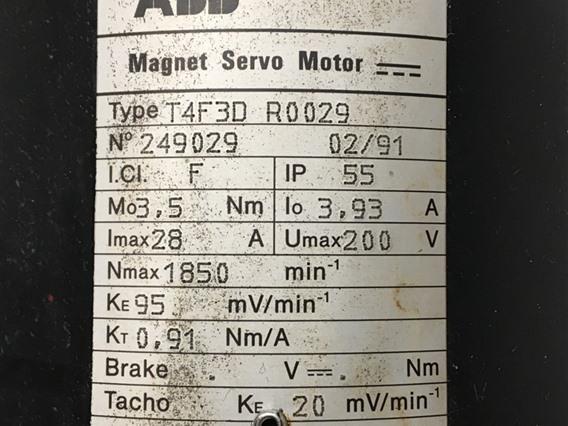 ABB
Magnet Servo Motor
Type T4F3D R0029
Nº 249029 02/91
I.Cl. F IP 55
Mo 3,5 Nm Io 3,93 A
Imax 28 A Umax 200 V
Nmax 1850 min⁻¹
KE 95 mV/min⁻¹
KT 0,91 Nm/A
Brake . V . Nm
Tacho KE 20 mV/min⁻¹